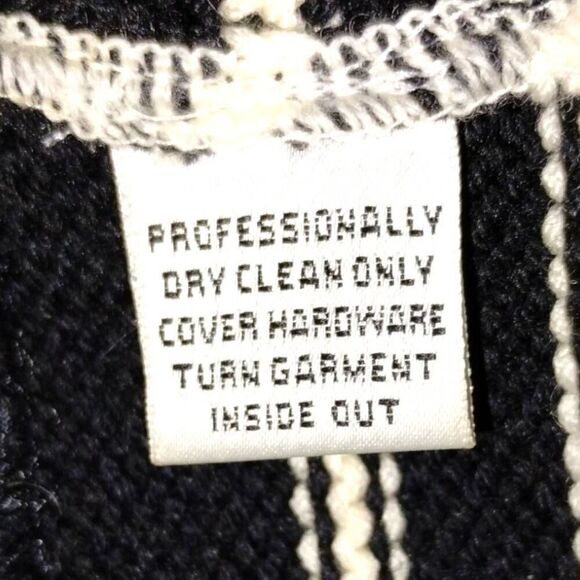 PROFESSIONALLY
DRY CLEAN ONLY
COVER HARDWARE
TURN GARMENT
INSIDE OUT